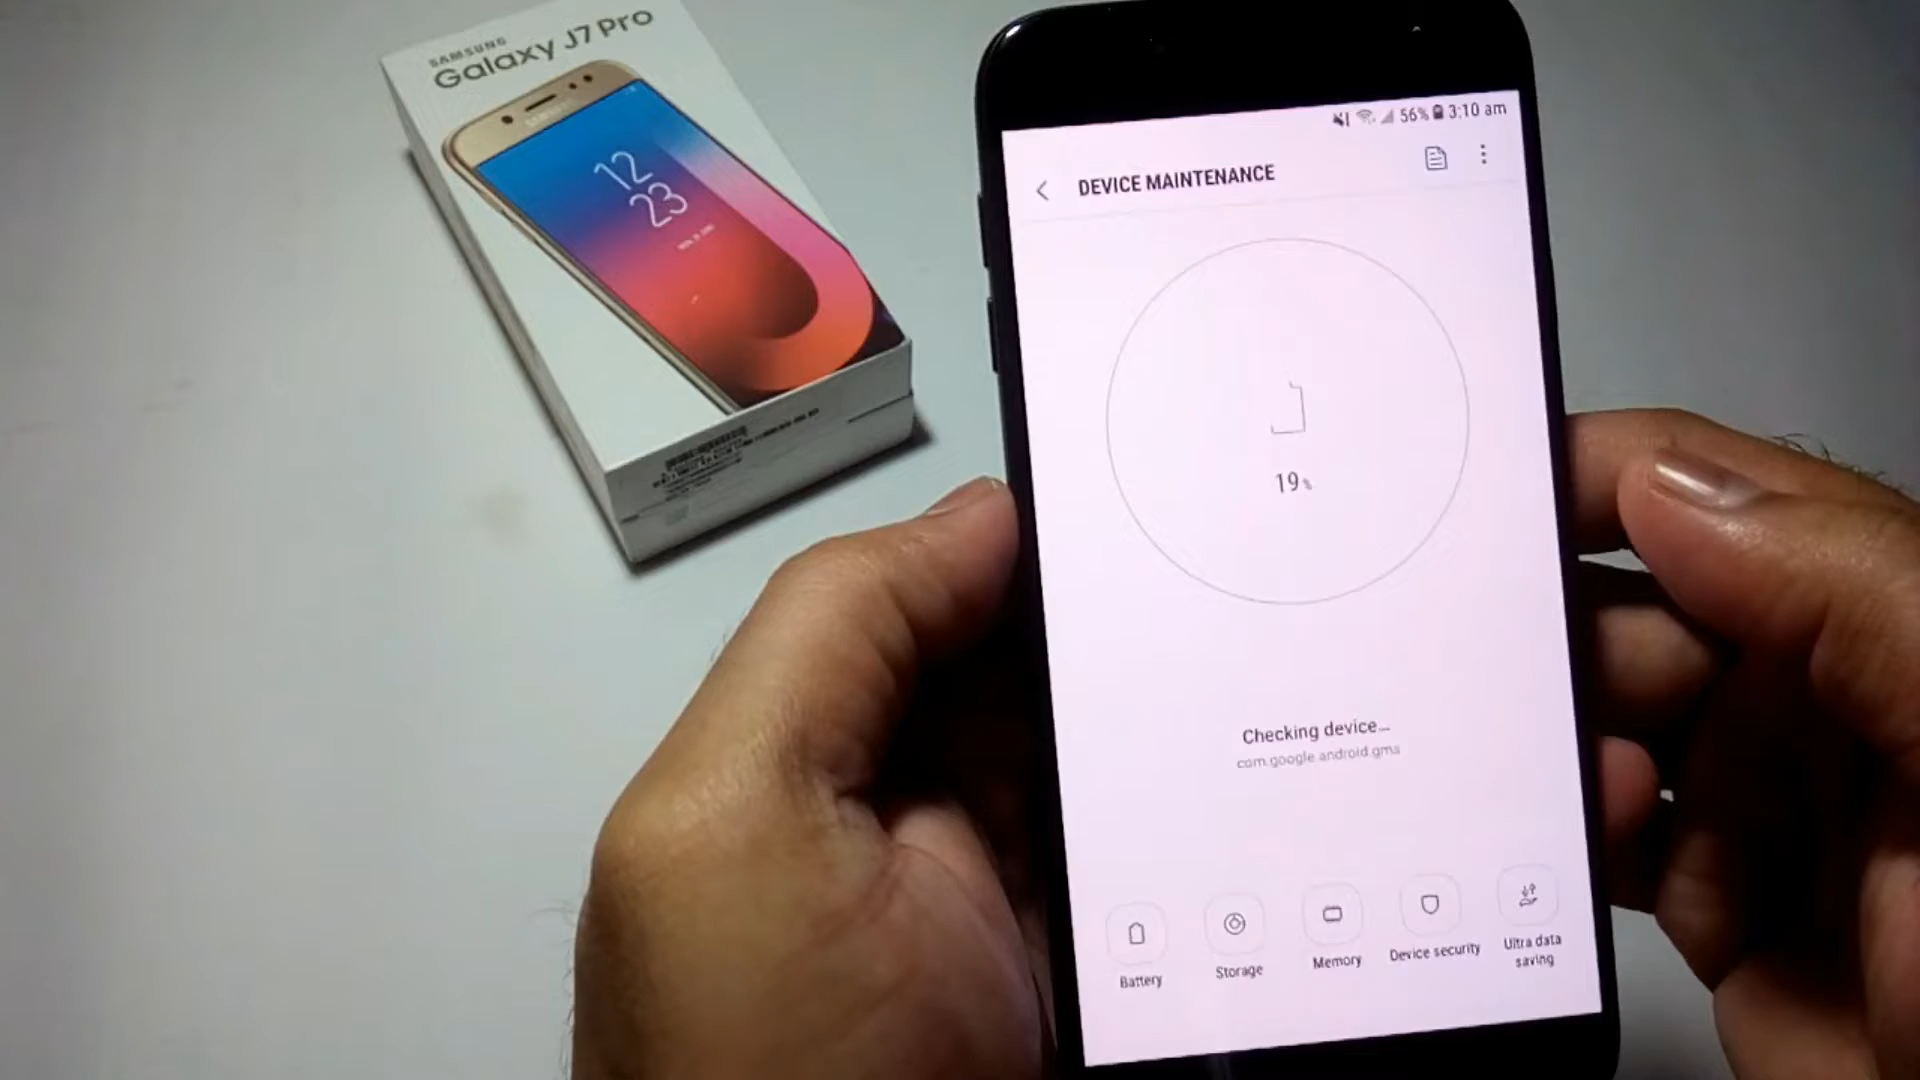 SAMSUNG
Galaxy J7 Pro
12
23
56% 3:10 am
DEVICE MAINTENANCE
19%
Checking device...
com.google.android.gms
Battery
Storage
Memory
Device security
Ultra data
saving